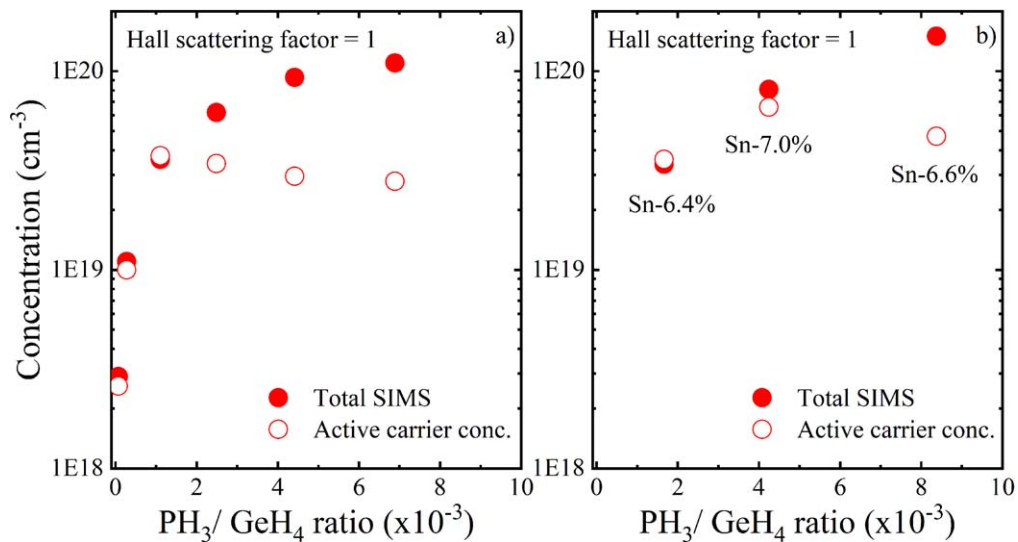 Hall scattering factor = 1 a)
1E20
1E19
1E18
Concentration (cm⁻³)
Total SIMS
Active carrier conc.
0 2 4 6 8 10
PH₃/ GeH₄ ratio (x10⁻³)
Hall scattering factor = 1 b)
1E20
1E19
1E18
Sn-7.0%
Sn-6.6%
Sn-6.4%
Total SIMS
Active carrier conc.
0 2 4 6 8 10
PH₃/ GeH₄ ratio (x10⁻³)